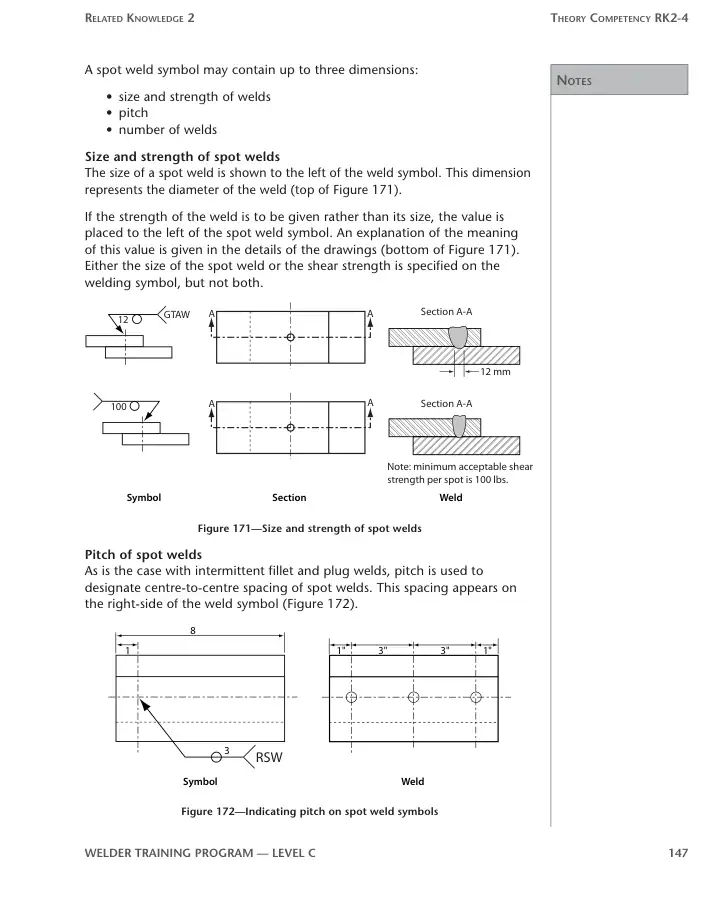 RELATED KNOWLEDGE 2
THEORY COMPETENCY RK2-4
NOTES
A spot weld symbol may contain up to three dimensions:
• size and strength of welds
• pitch
• number of welds
Size and strength of spot welds
The size of a spot weld is shown to the left of the weld symbol. This dimension
represents the diameter of the weld (top of Figure 171).
If the strength of the weld is to be given rather than its size, the value is
placed to the left of the spot weld symbol. An explanation of the meaning
of this value is given in the details of the drawings (bottom of Figure 171).
Either the size of the spot weld or the shear strength is specified on the
welding symbol, but not both.
12
GTAW
A
A
Section A-A
12 mm
100
A
A
Section A-A
Note: minimum acceptable shear
strength per spot is 100 lbs.
Symbol
Section
Weld
Figure 171—Size and strength of spot welds
Pitch of spot welds
As is the case with intermittent fillet and plug welds, pitch is used to
designate centre-to-centre spacing of spot welds. This spacing appears on
the right-side of the weld symbol (Figure 172).
8
1
3
RSW
1" 3" 3" 1"
Symbol
Weld
Figure 172—Indicating pitch on spot weld symbols
WELDER TRAINING PROGRAM — LEVEL C
147